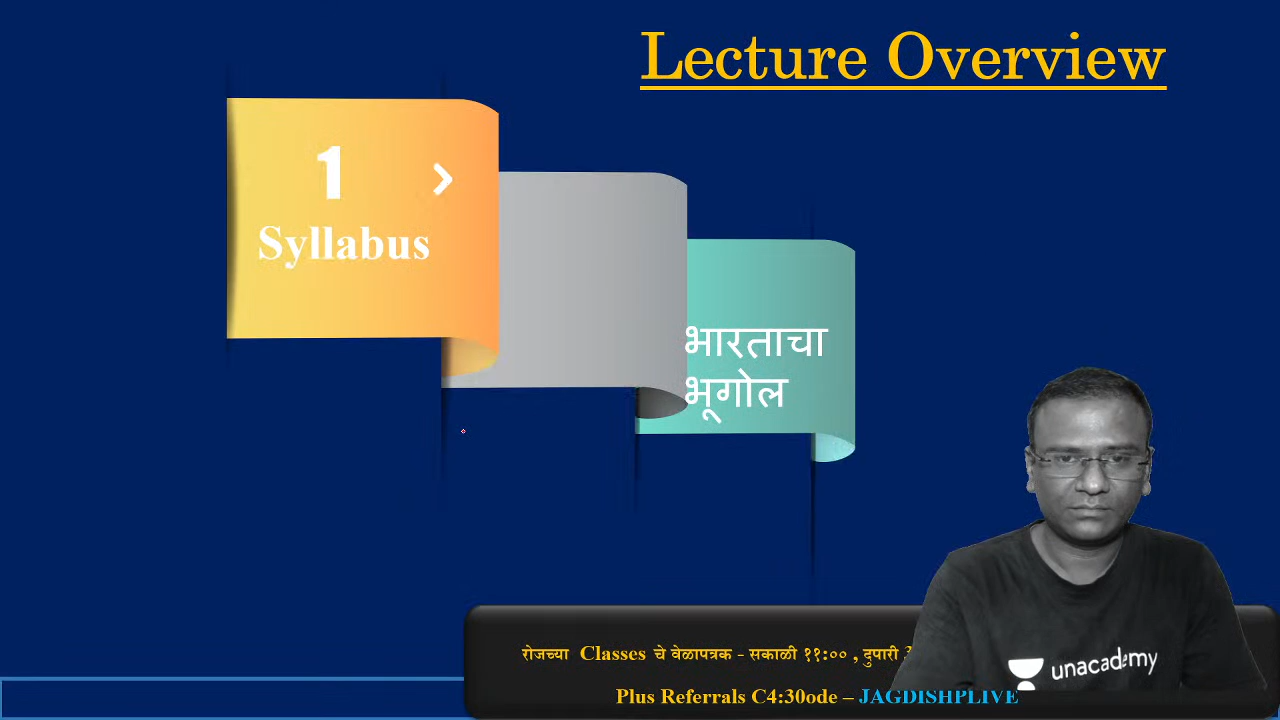 Lecture Overview
1
Syllabus
भारताचा
भूगोल
रोजच्या Classes चे वेळापत्रक - सकाळी ११:०० , दुपारी
Plus Referrals C4:30ode – JAGDISHPLIVE
unacademy